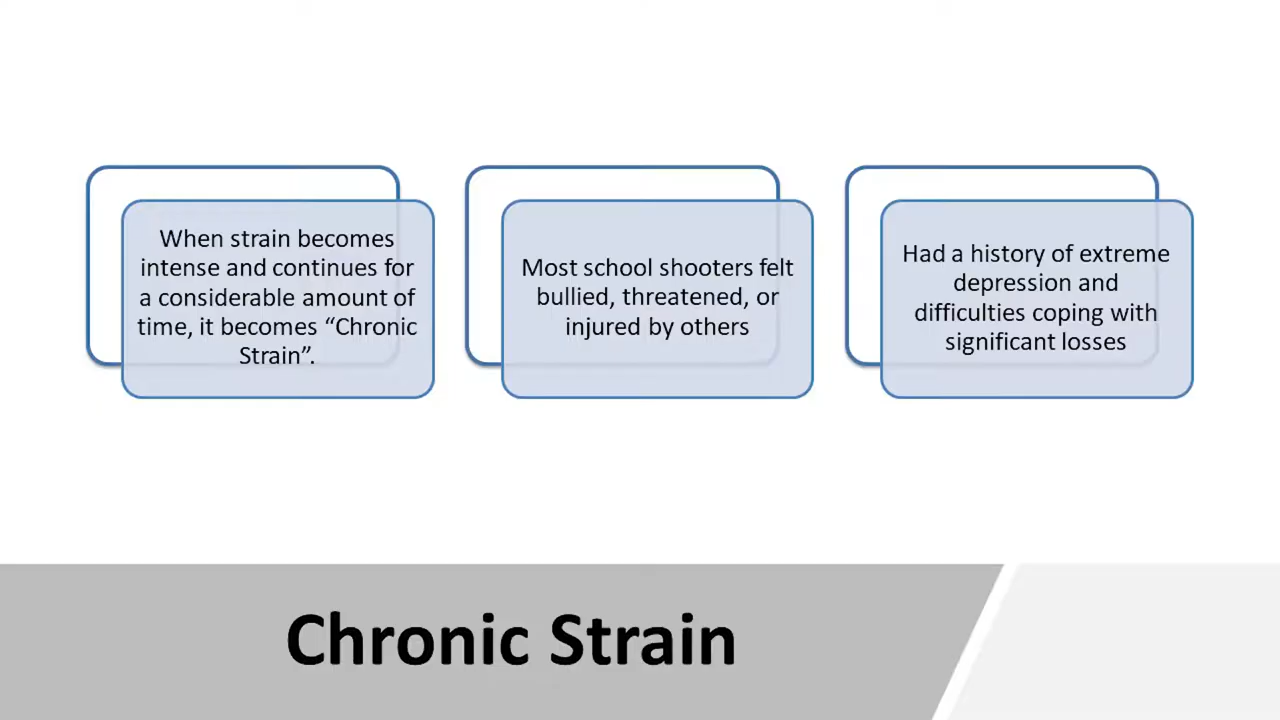 When strain becomes
intense and continues for
a considerable amount of
time, it becomes “Chronic
Strain”.
Most school shooters felt
bullied, threatened, or
injured by others
Had a history of extreme
depression and
difficulties coping with
significant losses
Chronic Strain